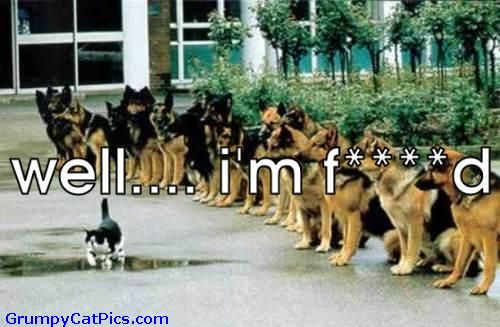 well.... i'm f****d
GrumpyCatPics.com